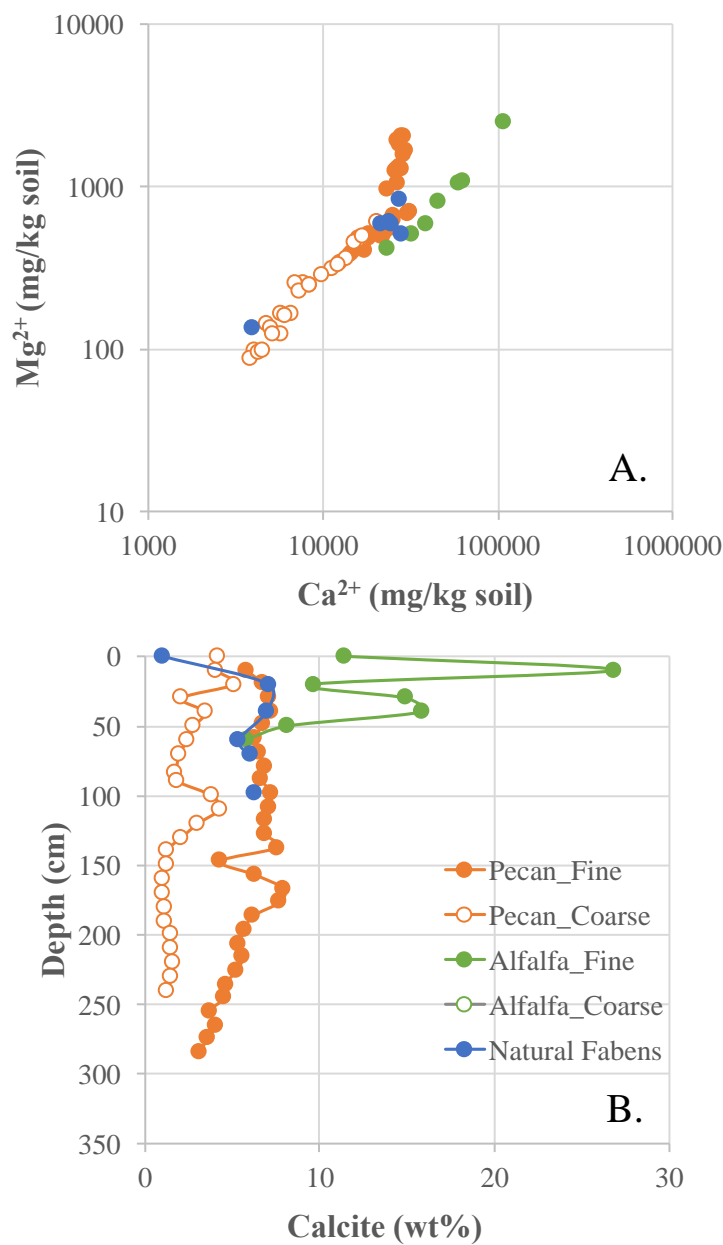 10000
1000
100
10
Mg²⁺ (mg/kg soil)
A.
1000
10000
100000
1000000
Ca²⁺ (mg/kg soil)
0
50
100
150
200
250
300
350
Depth (cm)
Pecan_Fine
Pecan_Coarse
Alfalfa_Fine
Alfalfa_Coarse
Natural Fabens
B.
0
10
20
30
Calcite (wt%)